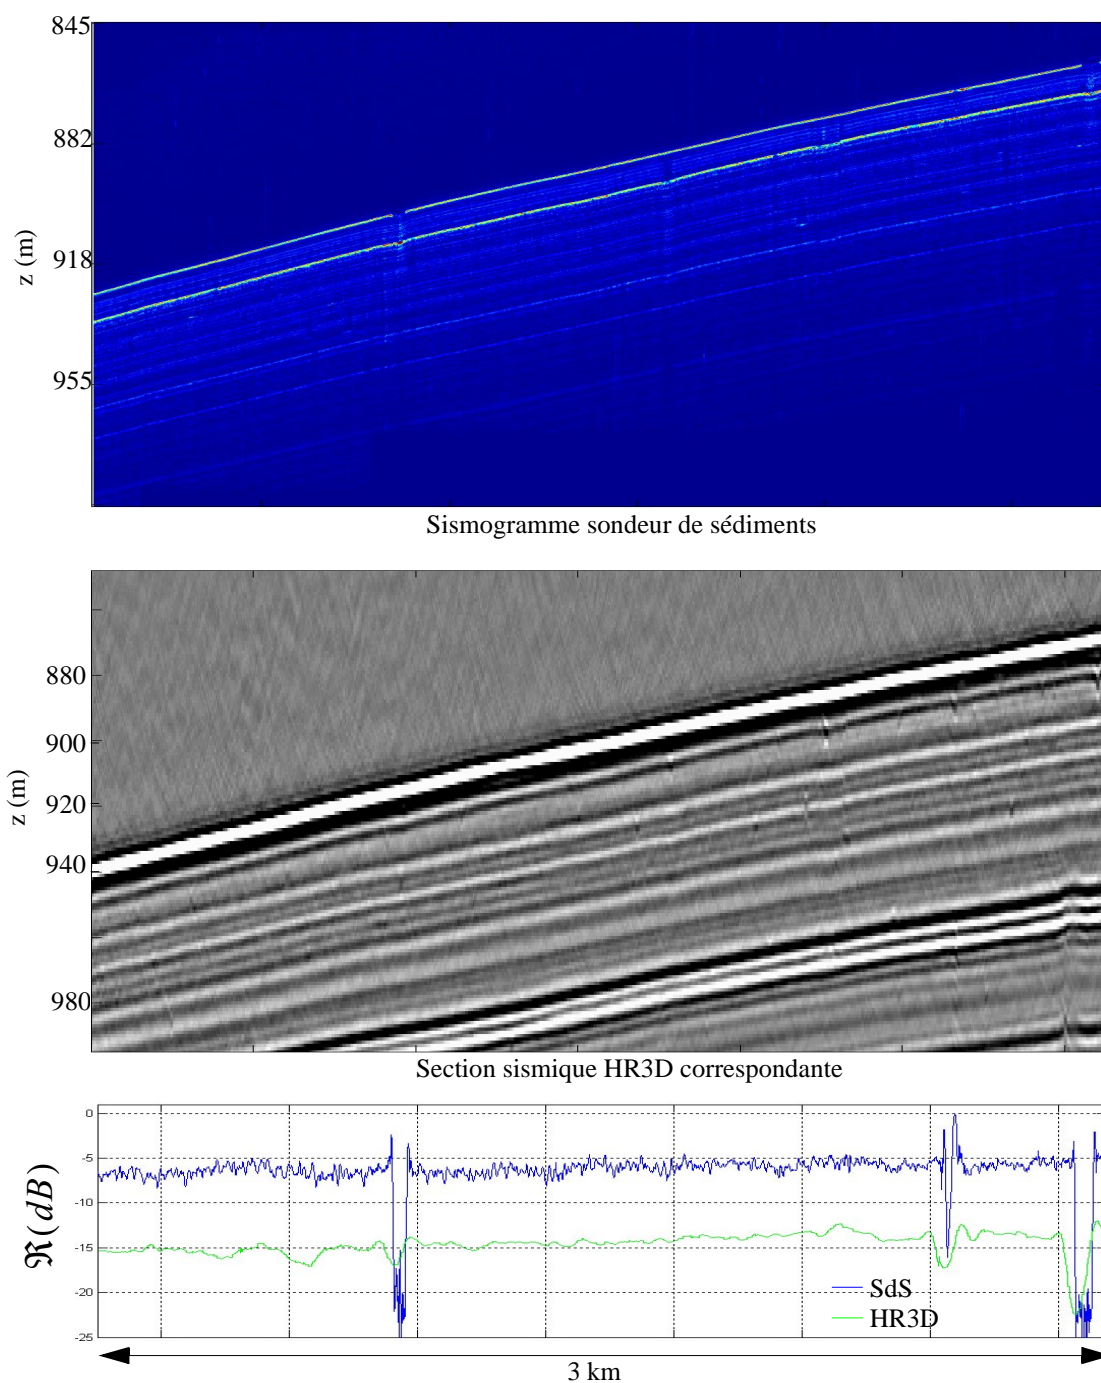 845
882
918
955
z (m)
Sismogramme sondeur de sédiments
880
900
920
940
980
z (m)
Section sismique HR3D correspondante
0
-5
-10
-15
-20
-25
ℜ(dB)
SdS
HR3D
3 km